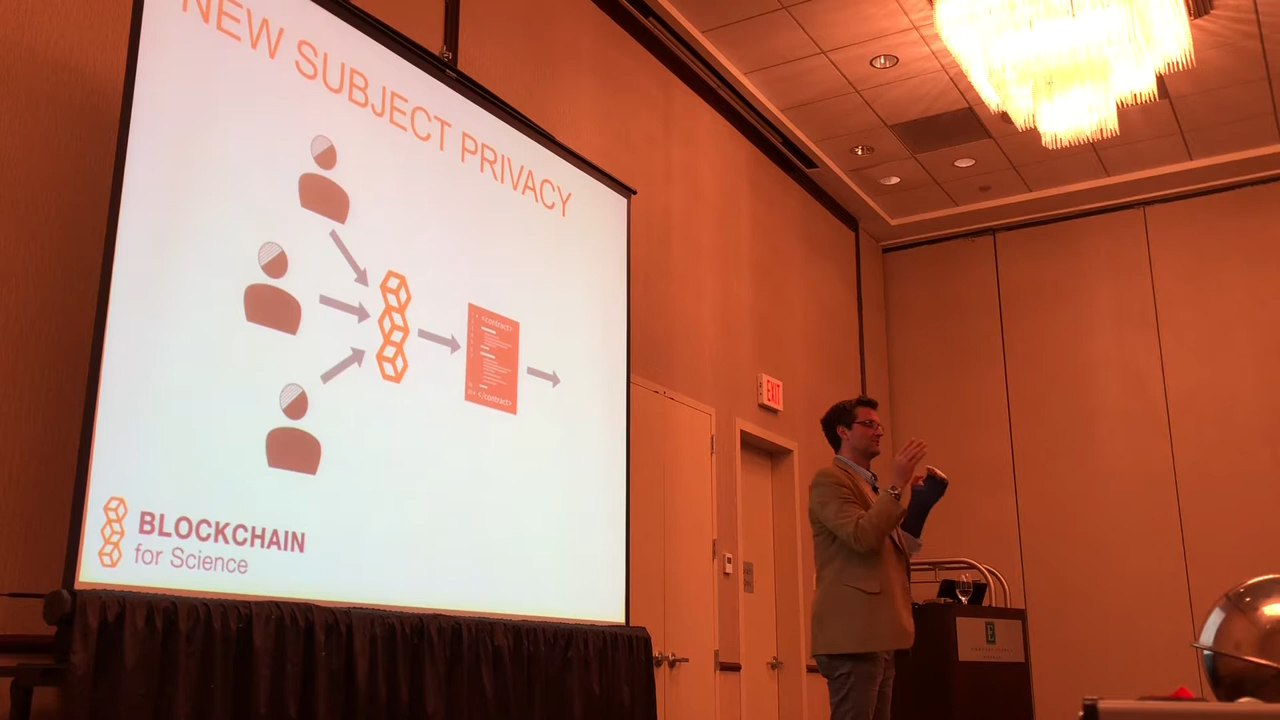 NEW SUBJECT PRIVACY
<contract>
</contract>
BLOCKCHAIN
for Science
EXIT
E